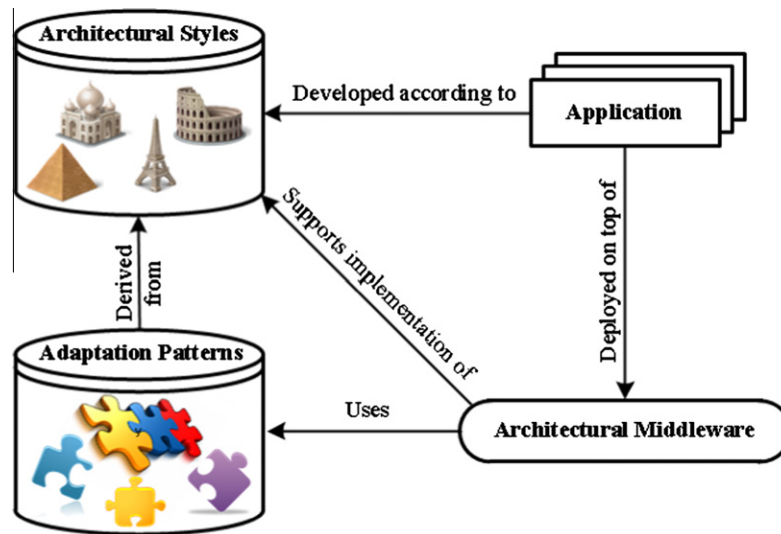 Architectural Styles
Developed according to
Application
Supports implementation of
Deployed on top of
Derived
from
Adaptation Patterns
Uses
Architectural Middleware